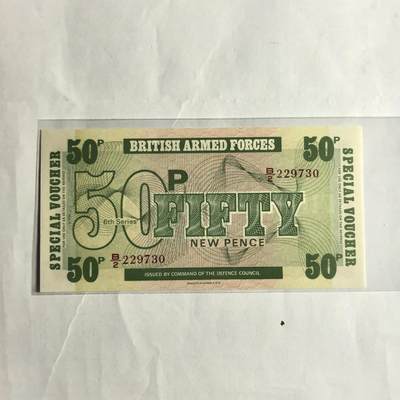 50P BRITISH ARMED FORCES 50P
SPECIAL VOUCHER
B/2 229730
50P
6th Series
FIFTY
NEW PENCE
B/2 229730
50P ISSUED BY COMMAND OF THE DEFENCE COUNCIL 50P
SPECIAL VOUCHER